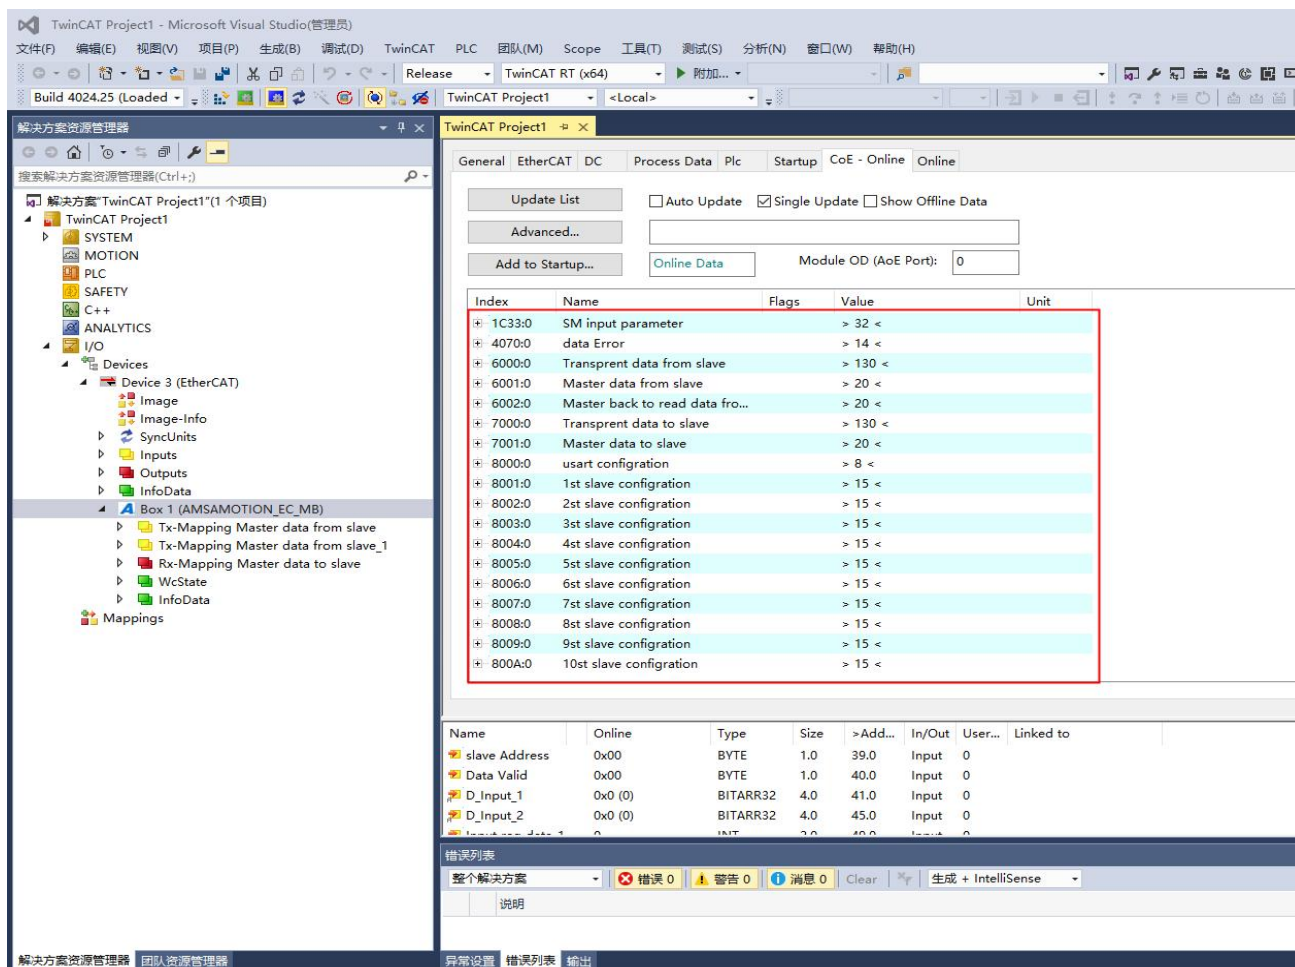 TwinCAT Project1 - Microsoft Visual Studio(管理员)
文件(F) 编辑(E) 视图(V) 项目(P) 生成(B) 调试(D) TwinCAT PLC 团队(M) Scope 工具(T) 测试(S) 分析(N) 窗口(W) 帮助(H)
Release TwinCAT RT (x64) 附加...
Build 4024.25 (Loaded TwinCAT Project1 <Local>
解决方案资源管理器
搜索解决方案资源管理器(Ctrl+;)
解决方案"TwinCAT Project1"(1 个项目)
TwinCAT Project1
SYSTEM
MOTION
PLC
SAFETY
C++
ANALYTICS
I/O
Devices
Device 3 (EtherCAT)
Image
Image-Info
SyncUnits
Inputs
Outputs
InfoData
Box 1 (AMSAMOTION_EC_MB)
Tx-Mapping Master data from slave
Tx-Mapping Master data from slave_1
Rx-Mapping Master data to slave
WcState
InfoData
Mappings
解决方案资源管理器 团队资源管理器
TwinCAT Project1
General EtherCAT DC Process Data Plc Startup CoE - Online Online
Update List Auto Update Single Update Show Offline Data
Advanced...
Add to Startup... Online Data Module OD (AoE Port): 0
Index Name Flags Value Unit
1C33:0 SM input parameter > 32 <
4070:0 data Error > 14 <
6000:0 Transprent data from slave > 130 <
6001:0 Master data from slave > 20 <
6002:0 Master back to read data fro... > 20 <
7000:0 Transprent data to slave > 130 <
7001:0 Master data to slave > 20 <
8000:0 usart configration > 8 <
8001:0 1st slave configration > 15 <
8002:0 2st slave configration > 15 <
8003:0 3st slave configration > 15 <
8004:0 4st slave configration > 15 <
8005:0 5st slave configration > 15 <
8006:0 6st slave configration > 15 <
8007:0 7st slave configration > 15 <
8008:0 8st slave configration > 15 <
8009:0 9st slave configration > 15 <
800A:0 10st slave configration > 15 <
Name Online Type Size >Add... In/Out User... Linked to
slave Address 0x00 BYTE 1.0 39.0 Input 0
Data Valid 0x00 BYTE 1.0 40.0 Input 0
D_Input_1 0x0 (0) BITARR32 4.0 41.0 Input 0
D_Input_2 0x0 (0) BITARR32 4.0 45.0 Input 0
错误列表
整个解决方案 错误 0 警告 0 消息 0 Clear 生成 + IntelliSense
说明
异常设置 错误列表 输出